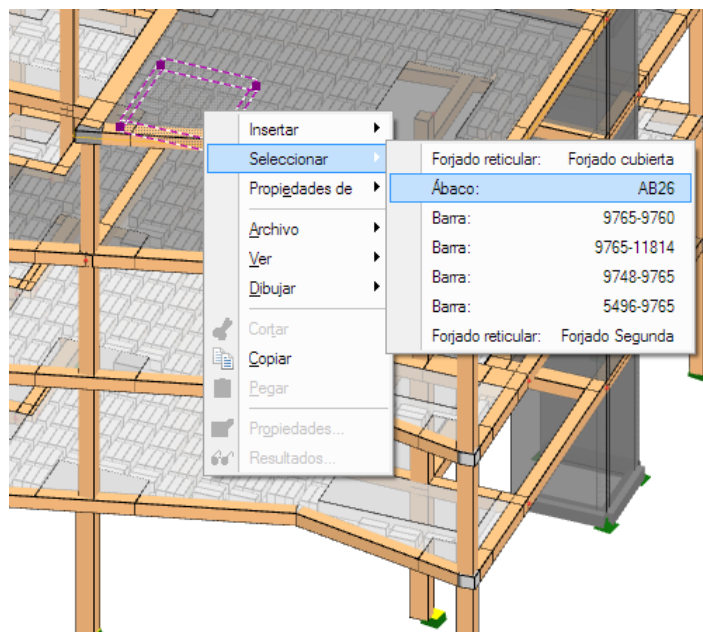 Insertar
Seleccionar
Propiedades de
Archivo
Ver
Dibujar
Cortar
Copiar
Pegar
Propiedades...
Resultados...
Forjado reticular: Forjado cubierta
Ábaco: AB26
Barra: 9765-9760
Barra: 9765-11814
Barra: 9748-9765
Barra: 5496-9765
Forjado reticular: Forjado Segunda